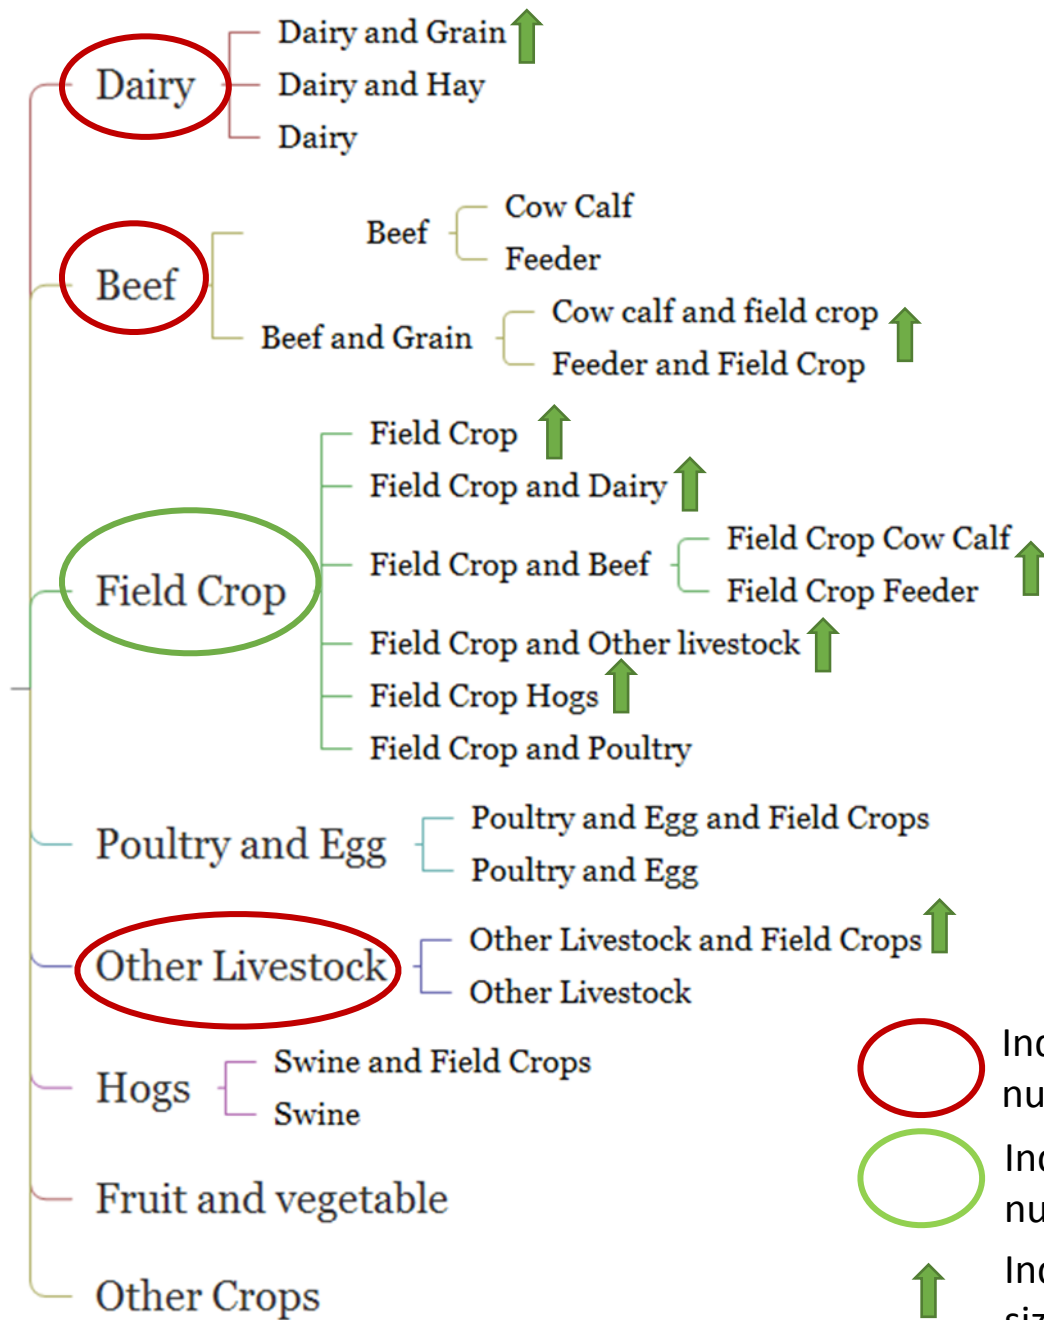 Dairy
Dairy and Grain
Dairy and Hay
Dairy
Beef
Beef
Cow Calf
Feeder
Beef and Grain
Cow calf and field crop
Feeder and Field Crop
Field Crop
Field Crop
Field Crop and Dairy
Field Crop and Beef
Field Crop Cow Calf
Field Crop Feeder
Field Crop and Other livestock
Field Crop Hogs
Field Crop and Poultry
Poultry and Egg
Poultry and Egg and Field Crops
Poultry and Egg
Other Livestock
Other Livestock and Field Crops
Other Livestock
Hogs
Swine and Field Crops
Swine
Fruit and vegetable
Other Crops